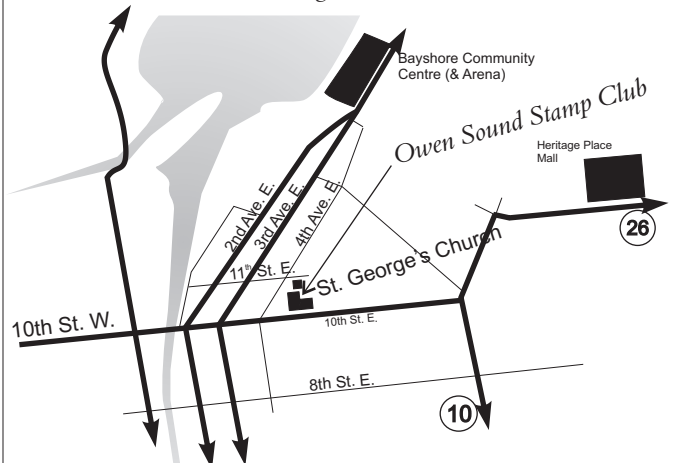 Bayshore Community
Centre (& Arena)
Owen Sound Stamp Club
Heritage Place
Mall
26
2nd Ave. E.
3rd Ave. E.
4th Ave. E.
11th St. E.
St. George's Church
10th St. W.
10th St. E.
8th St. E.
10